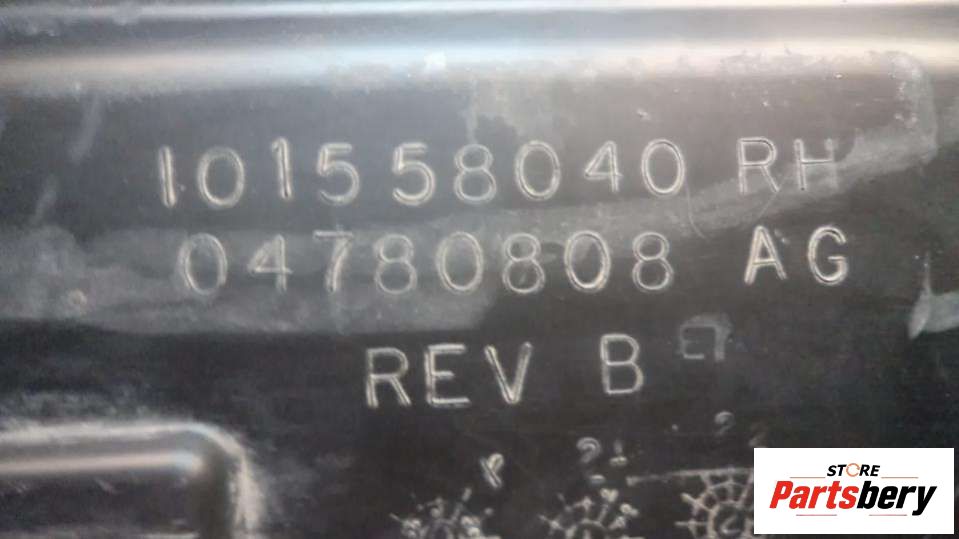 101558040 RH
04780808 AG
REV B
STORE
Partsbery